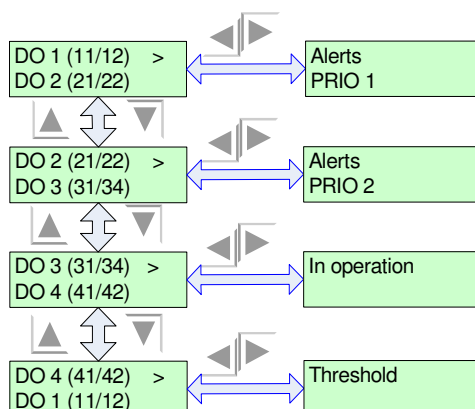 DO 1 (11/12) >
DO 2 (21/22)
Alerts
PRIO 1
DO 2 (21/22) >
DO 3 (31/34)
Alerts
PRIO 2
DO 3 (31/34) >
DO 4 (41/42)
In operation
DO 4 (41/42) >
DO 1 (11/12)
Threshold